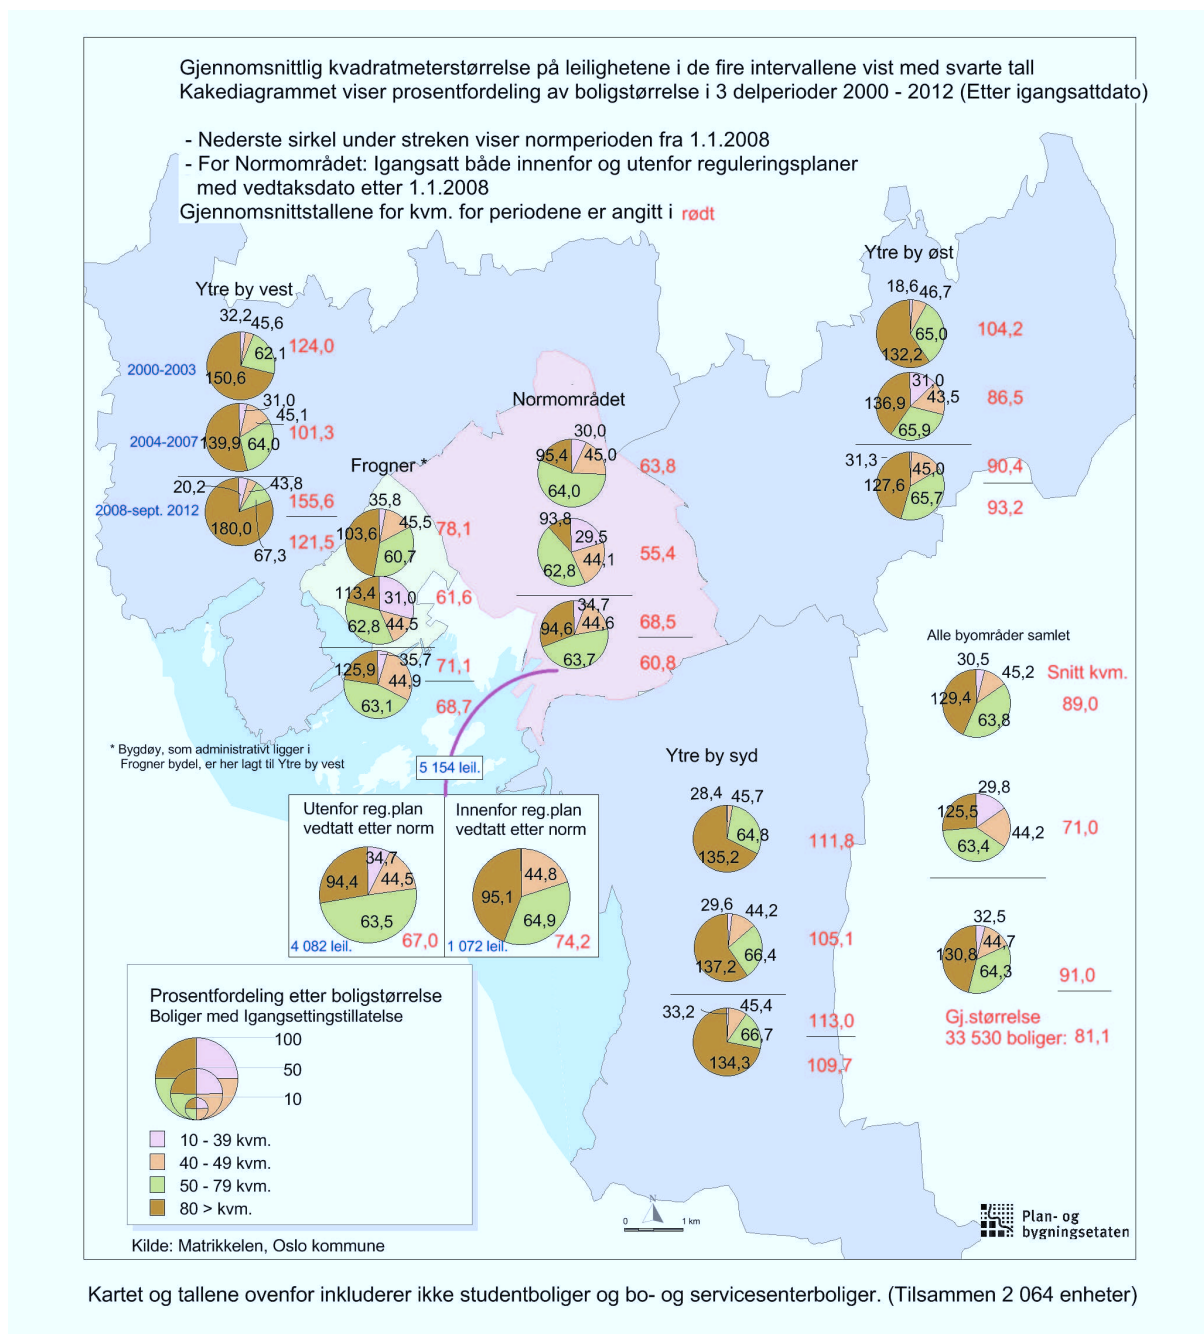 Gjennomsnittlig kvadratmeterstørrelse på leilighetene i de fire intervallene vist med svarte tall
Kakediagrammet viser prosentfordeling av boligstørrelse i 3 delperioder 2000 - 2012 (Etter igangsattdato)
- Nederste sirkel under streken viser normperioden fra 1.1.2008
- For Normområdet: Igangsatt både innenfor og utenfor reguleringsplaner
med vedtaksdato etter 1.1.2008
Gjennomsnittstallene for kvm. for periodene er angitt i rødt
Ytre by vest
32,2
45,6
62,1
150,6
124,0
2000-2003
31,0
45,1
64,0
139,9
101,3
2004-2007
20,2
43,8
67,3
180,0
155,6
121,5
2008-sept. 2012
Frogner *
35,8
45,5
60,7
103,6
78,1
31,0
44,5
62,8
113,4
61,6
35,7
44,9
63,1
125,9
71,1
68,7
Normområdet
30,0
45,0
64,0
95,4
63,8
29,5
44,1
62,8
93,8
55,4
34,7
44,6
63,7
94,6
68,5
60,8
Ytre by øst
18,6
46,7
65,0
132,2
104,2
31,0
43,5
65,9
136,9
86,5
31,3
45,0
65,7
127,6
90,4
93,2
Alle byområder samlet
30,5
45,2
63,8
129,4
Snitt kvm.
89,0
29,8
44,2
63,4
125,5
71,0
32,5
44,7
64,3
130,8
91,0
Gj.størrelse
33 530 boliger: 81,1
Ytre by syd
28,4
45,7
64,8
135,2
111,8
29,6
44,2
66,4
137,2
105,1
33,2
45,4
66,7
134,3
113,0
109,7
* Bygdøy, som administrativt ligger i
Frogner bydel, er her lagt til Ytre by vest
5 154 leil.
Utenfor reg.plan
vedtatt etter norm
34,7
44,5
63,5
94,4
4 082 leil.
67,0
Innenfor reg.plan
vedtatt etter norm
44,8
64,9
95,1
1 072 leil.
74,2
Prosentfordeling etter boligstørrelse
Boliger med Igangsettingstillatelse
100
50
10
10 - 39 kvm.
40 - 49 kvm.
50 - 79 kvm.
80 > kvm.
Kilde: Matrikkelen, Oslo kommune
N
0 1 km
Plan- og
bygningsetaten
Kartet og tallene ovenfor inkluderer ikke studentboliger og bo- og servicesenterboliger. (Tilsammen 2 064 enheter)